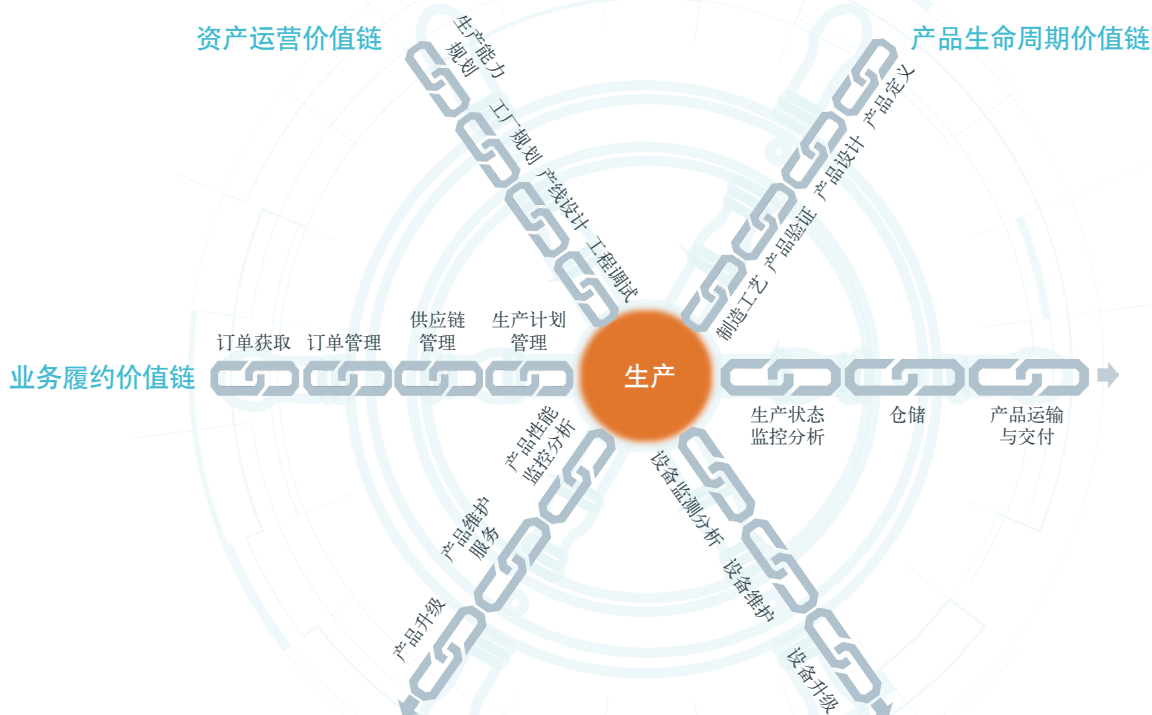 资产运营价值链
生产能力
规划
工厂规划
产线设计
工程调试
产品生命周期价值链
产品定义
产品设计
产品验证
制造工艺
业务履约价值链
订单获取
订单管理
供应链
管理
生产计划
管理
生产
生产状态
监控分析
仓储
产品运输
与交付
产品性能
监控分析
产品维护
服务
产品升级
设备监测分析
设备维护
设备升级